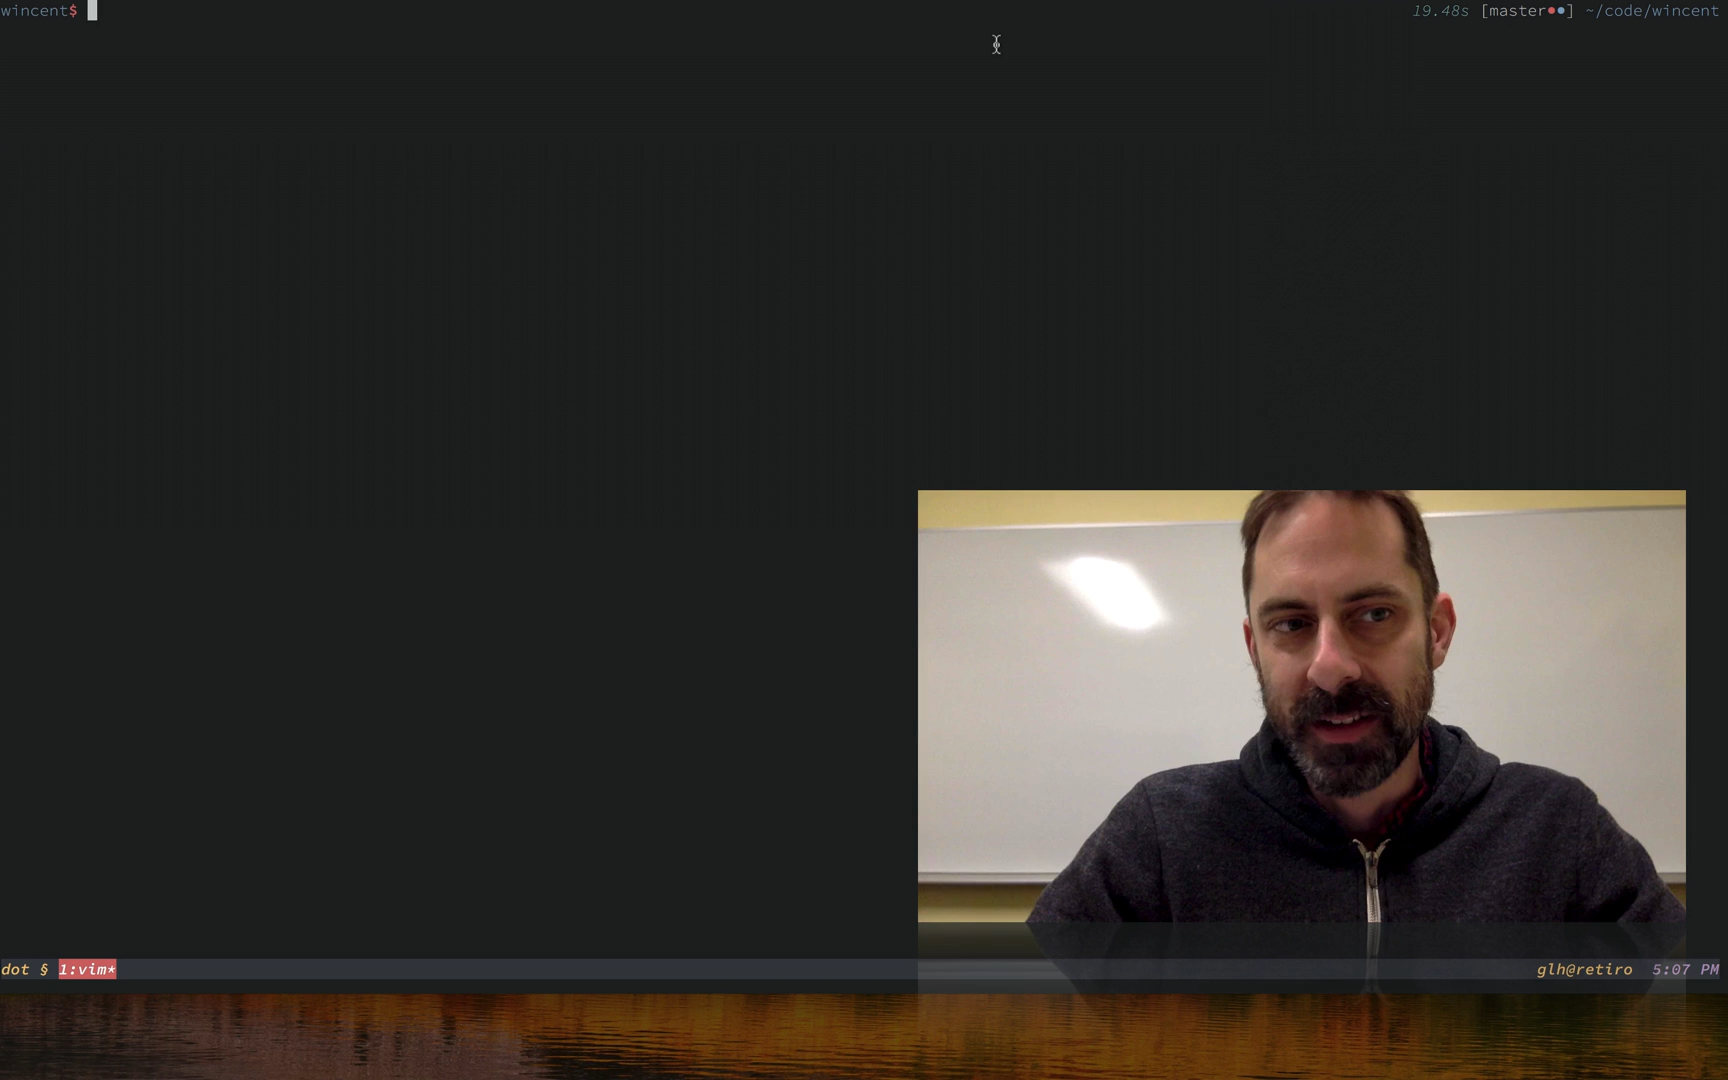 wincent$ 19.48s [master●●] ~/code/wincent
dot § 1:vim* glh@retiro 5:07 PM